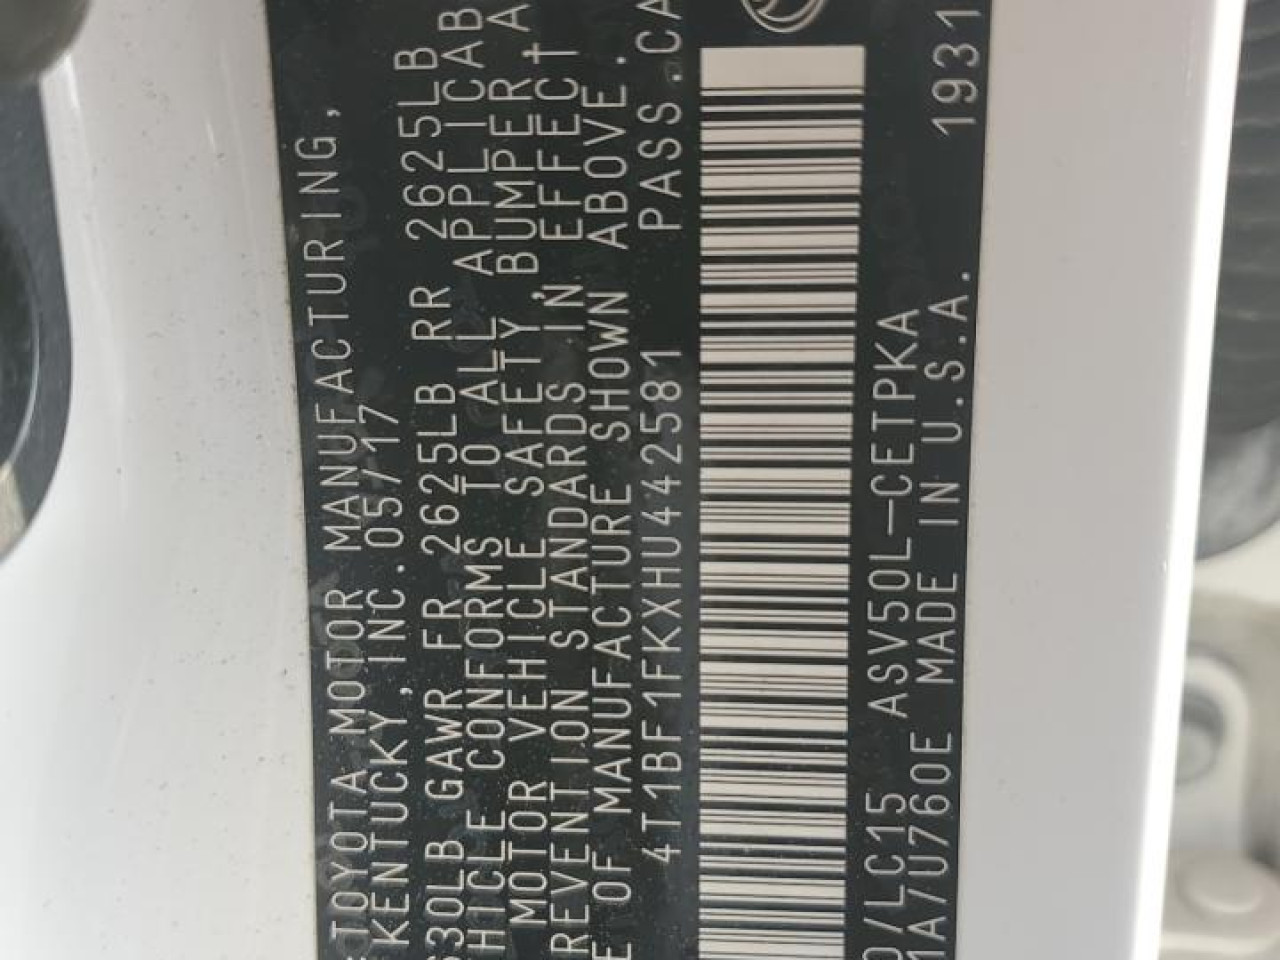 TOYOTA MOTOR MANUFACTURING,
KENTUCKY, INC. 05/17
630LB GAWR FR 2625LB RR 2625LB
HICLE CONFORMS TO ALL APPLICAB
MOTOR VEHICLE SAFETY, BUMPER A
REVENTION STANDARDS IN EFFECT
E OF MANUFACTURE SHOWN ABOVE.
4T1BF1FKXHU442581 PASS.CA
0/LC15 ASV50L-CETPKA
1A/U760E MADE IN U.S.A. 1931